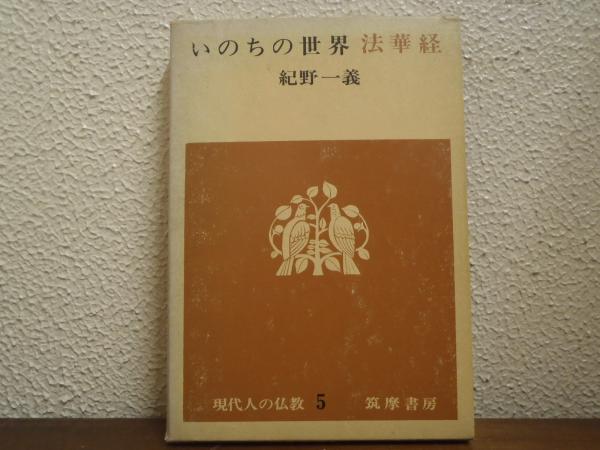 いのちの世界 法華経
紀野一義
現代人の仏教 5 筑摩書房